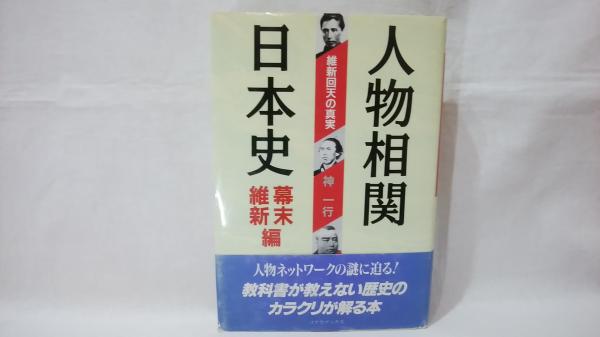 人物相関
日本史
幕末
維新編
維新回天の真実
神 一行
人物ネットワークの謎に迫る!
教科書が教えない歴史の
カラクリが解る本